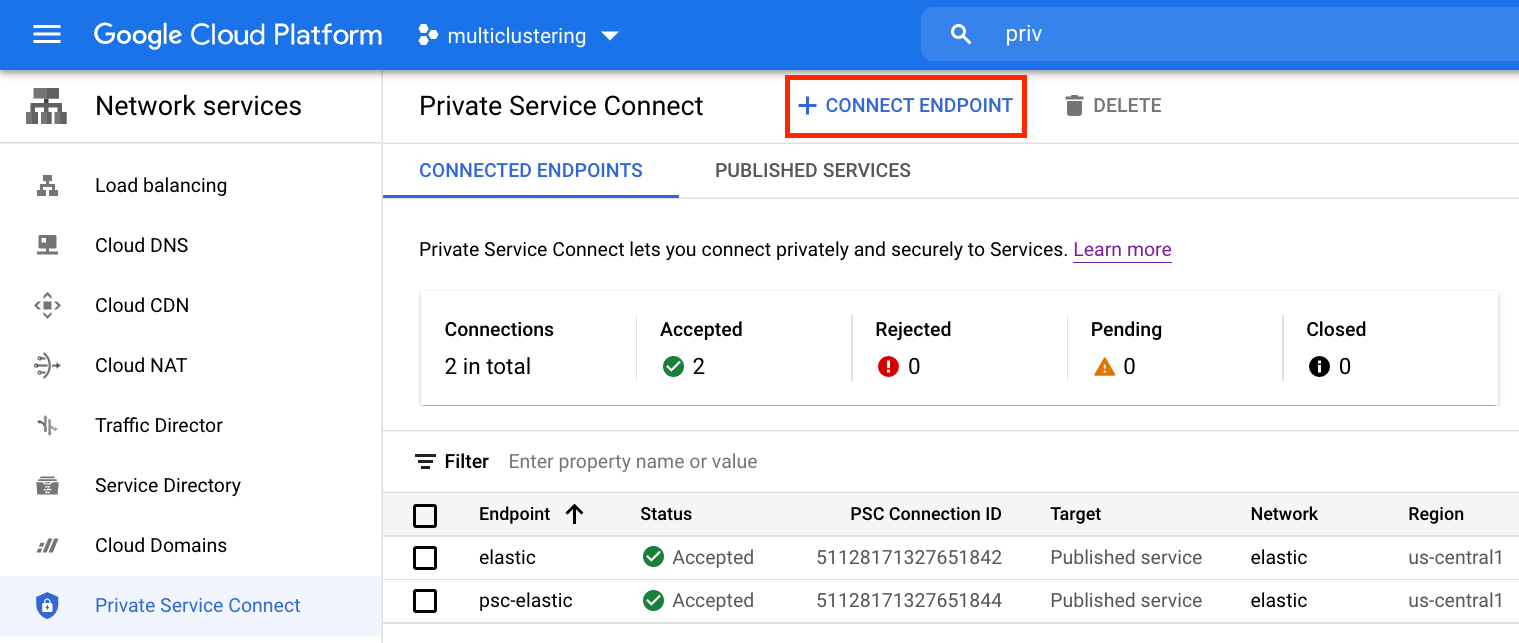 Google Cloud Platform
multiclustering
priv
Network services
Private Service Connect
CONNECT ENDPOINT
DELETE
Load balancing
Cloud DNS
Cloud CDN
Cloud NAT
Traffic Director
Service Directory
Cloud Domains
Private Service Connect
CONNECTED ENDPOINTS
PUBLISHED SERVICES
Private Service Connect lets you connect privately and securely to Services. Learn more
Connections Accepted Rejected Pending Closed
2 in total 2 0 0 0
Filter Enter property name or value
Endpoint Status PSC Connection ID Target Network Region
elastic Accepted 51128171327651842 Published service elastic us-central1
psc-elastic Accepted 51128171327651844 Published service elastic us-central1